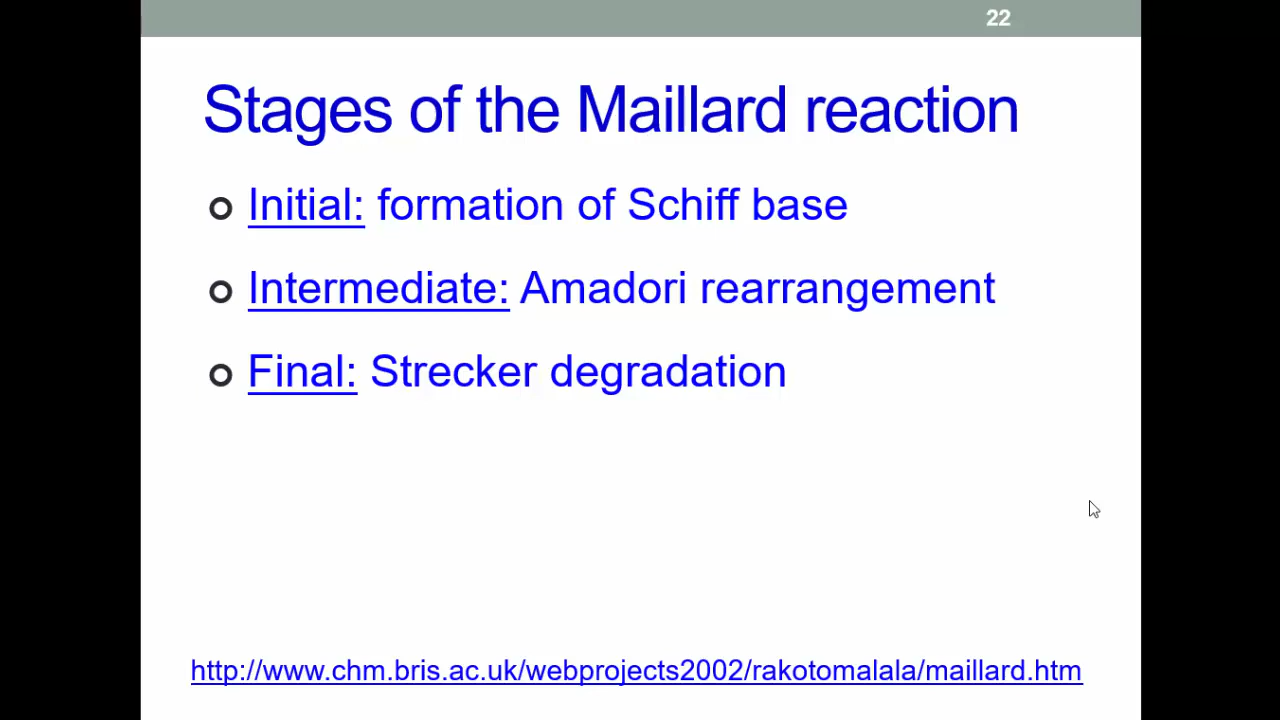 22
Stages of the Maillard reaction
Initial: formation of Schiff base
Intermediate: Amadori rearrangement
Final: Strecker degradation
http://www.chm.bris.ac.uk/webprojects2002/rakotomalala/maillard.htm